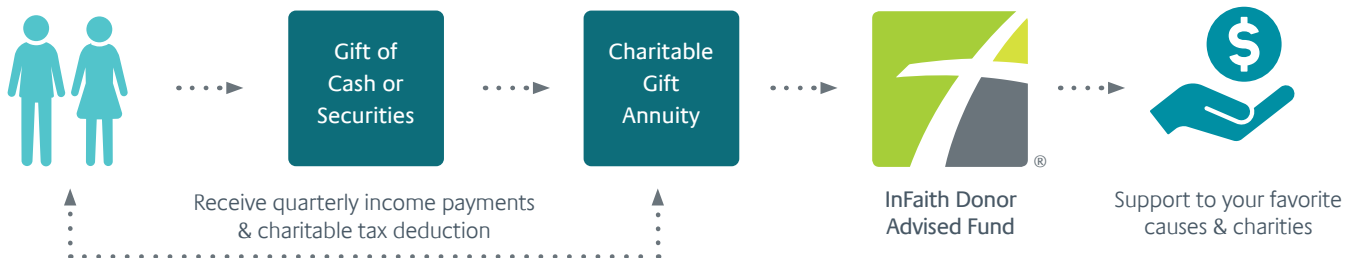 Gift of
Cash or
Securities
Charitable
Gift
Annuity
$
®
Receive quarterly income payments
& charitable tax deduction
InFaith Donor
Advised Fund
Support to your favorite
causes & charities